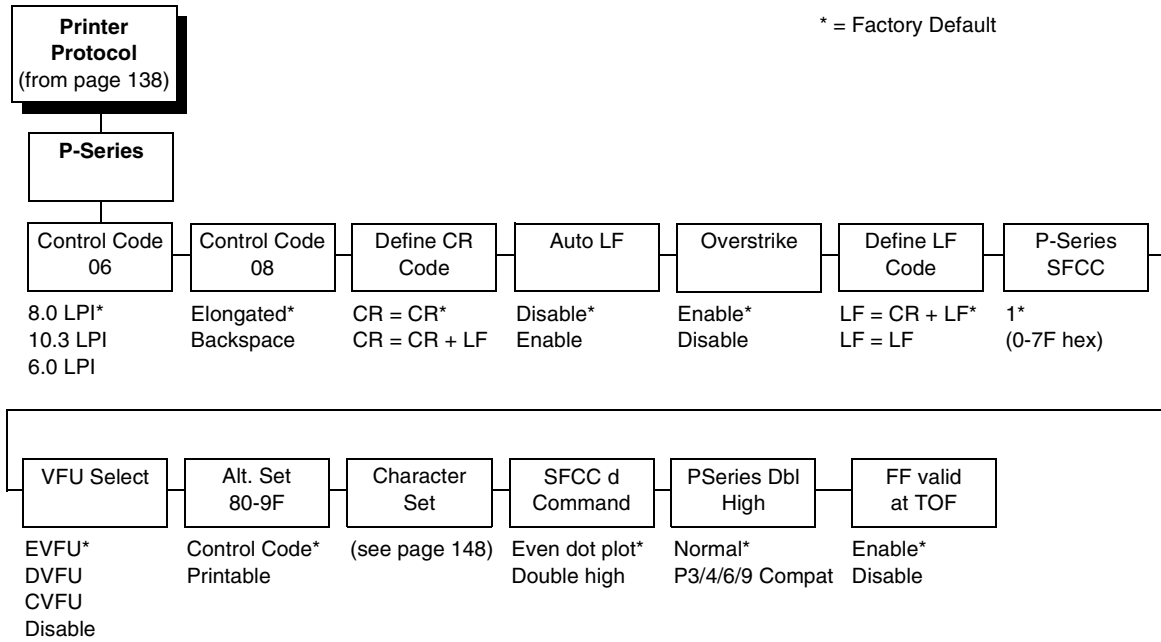 Printer
Protocol
(from page 138)
* = Factory Default
P-Series
Control Code
06
8.0 LPI*
10.3 LPI
6.0 LPI
Control Code
08
Elongated*
Backspace
Define CR
Code
CR = CR*
CR = CR + LF
Auto LF
Disable*
Enable
Overstrike
Enable*
Disable
Define LF
Code
LF = CR + LF*
LF = LF
P-Series
SFCC
1*
(0-7F hex)
VFU Select
EVFU*
DVFU
CVFU
Disable
Alt. Set
80-9F
Control Code*
Printable
Character
Set
(see page 148)
SFCC d
Command
Even dot plot*
Double high
PSeries Dbl
High
Normal*
P3/4/6/9 Compat
FF valid
at TOF
Enable*
Disable